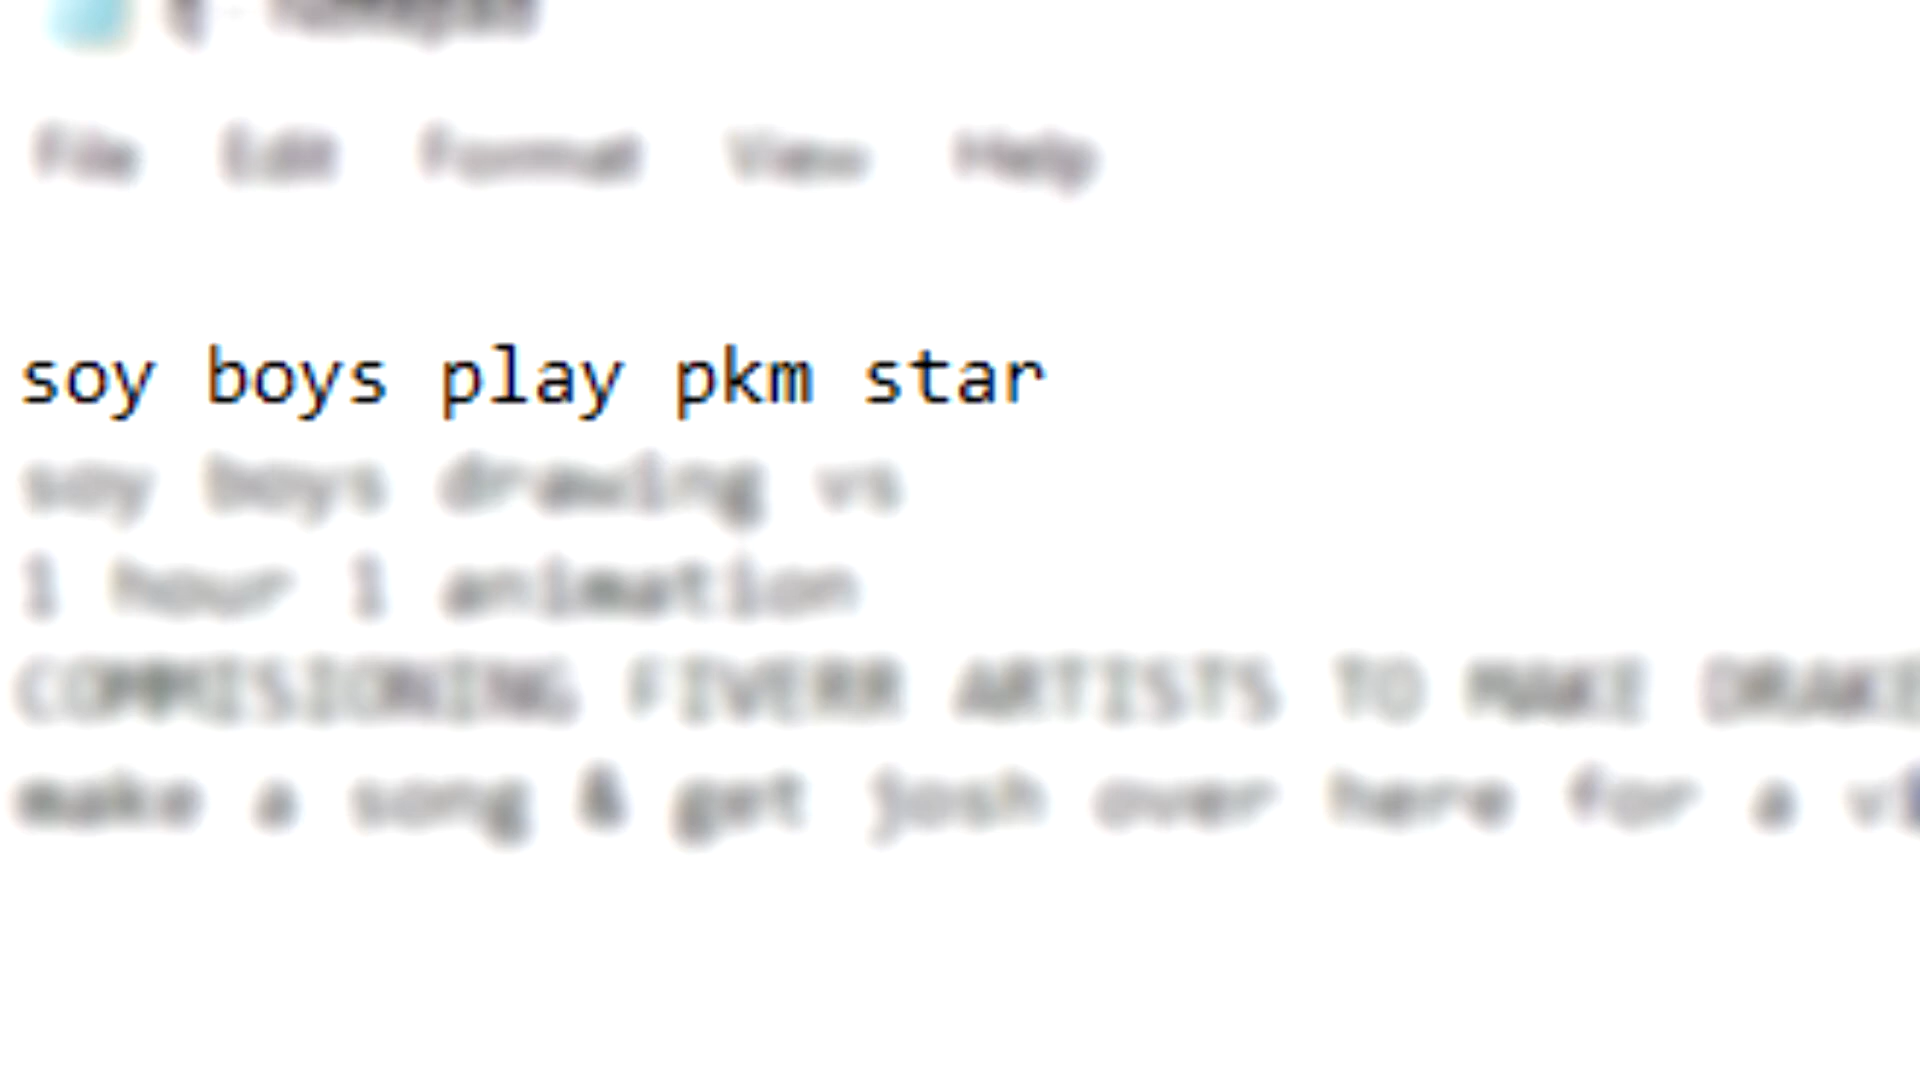 File Edit Format View Help
soy boys play pkm star
soy boys drawing vs
1 hour 1 animation
COMMISIONING FIVERR ARTISTS TO MAKE DRAKE
make a song & get josh over here for a